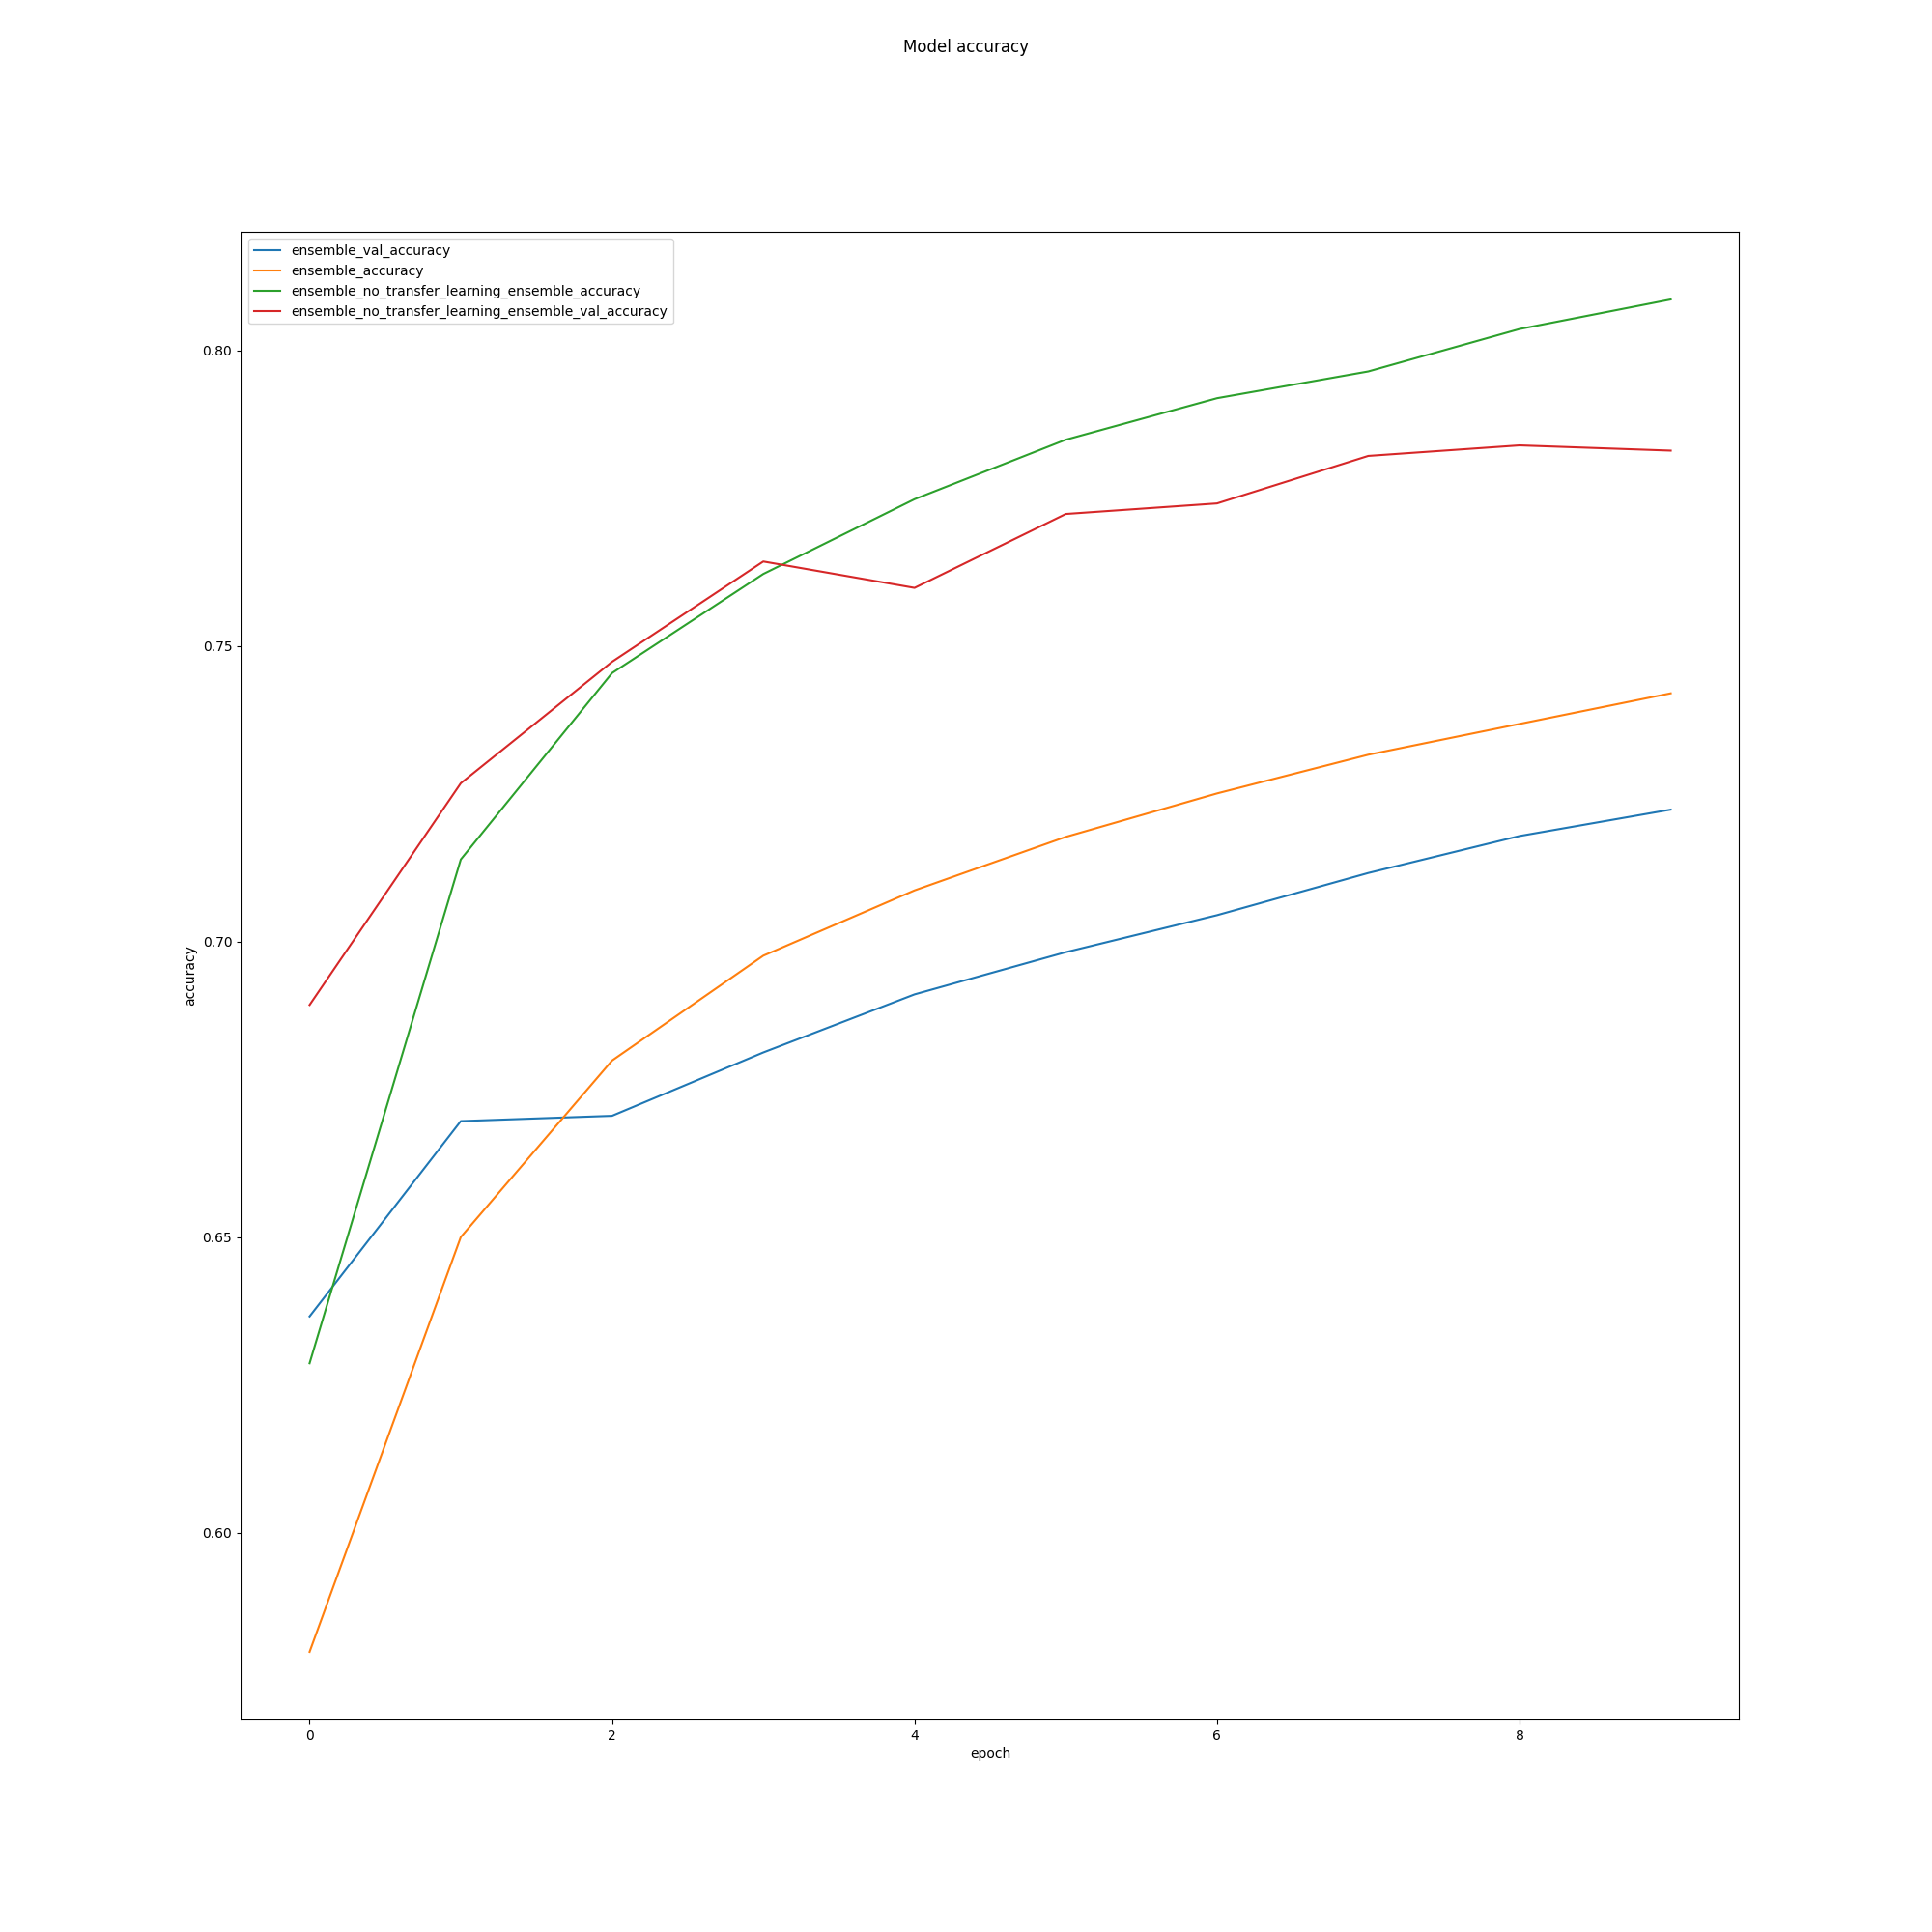 Model accuracy
ensemble_val_accuracy
ensemble_accuracy
ensemble_no_transfer_learning_ensemble_accuracy
ensemble_no_transfer_learning_ensemble_val_accuracy
0.80
0.75
0.70
0.65
0.60
accuracy
0 2 4 6 8
epoch